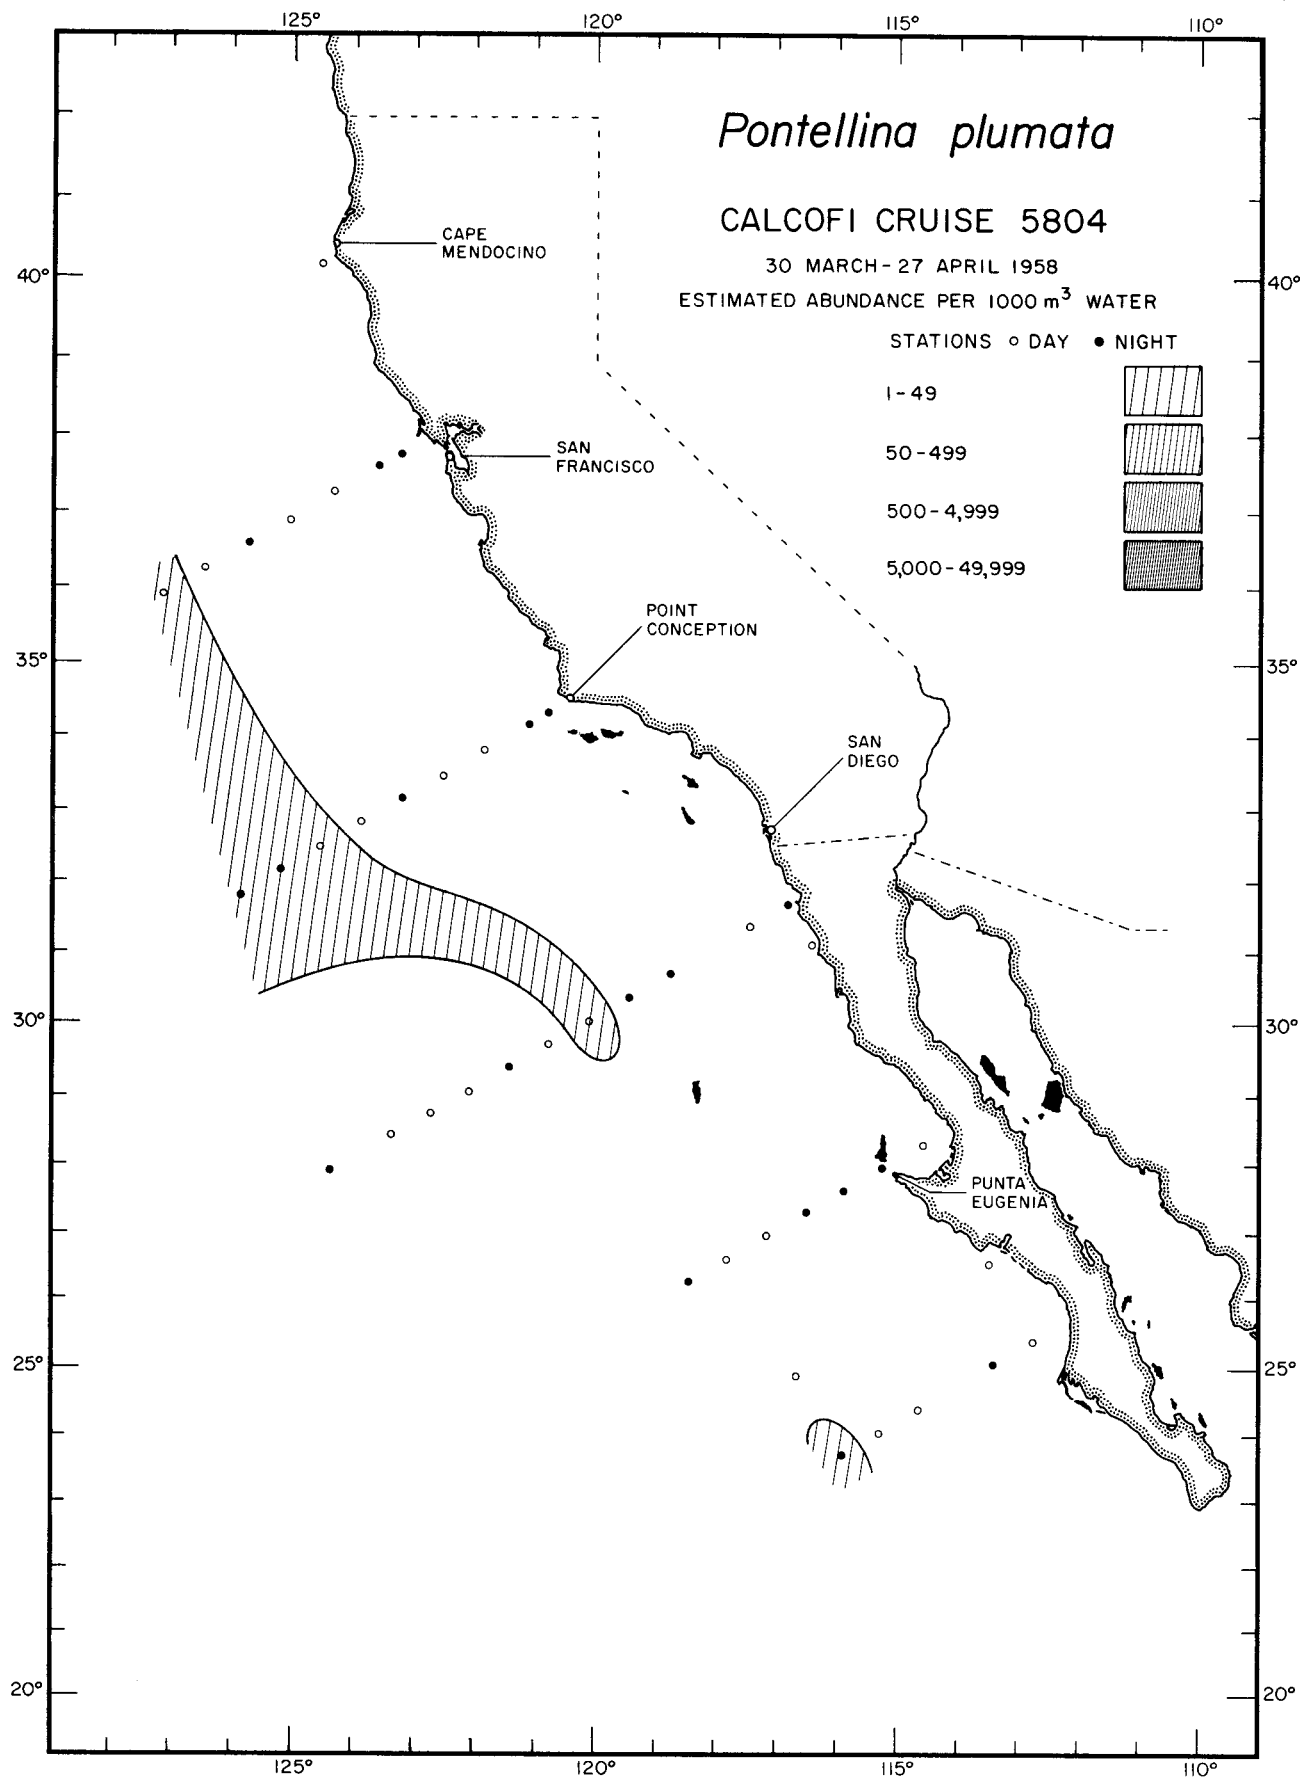 125° 120° 115° 110°
Pontellina plumata
CALCOFI CRUISE 5804
30 MARCH-27 APRIL 1958
ESTIMATED ABUNDANCE PER 1000 m³ WATER
STATIONS ○ DAY ● NIGHT
1-49
50-499
500-4,999
5,000-49,999
CAPE
MENDOCINO
40° 40°
SAN
FRANCISCO
POINT
CONCEPTION
35° 35°
SAN
DIEGO
30° 30°
PUNTA
EUGENIA
25° 25°
20° 20°
125° 120° 115° 110°